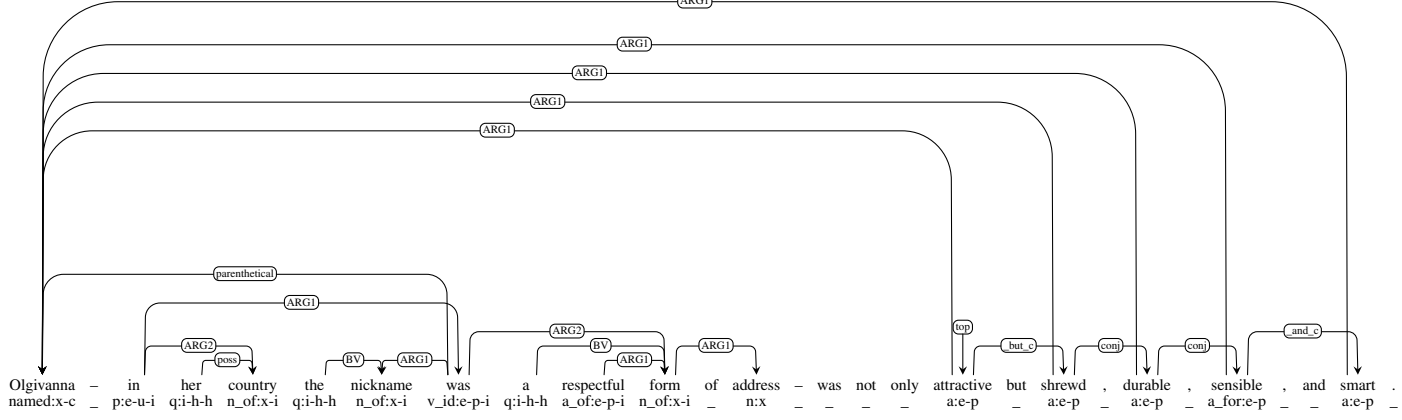 ARG1
ARG1
ARG1
ARG1
ARG1
parenthetical
ARG1
top
_and_c
ARG2
ARG2
BV
_but_c
conj
conj
poss
BV
ARG1
ARG1
ARG1
Olgivanna – in her country the nickname was a respectful form of address – was not only attractive but shrewd , durable , sensible , and smart .
named:x-c _ p:e-u-i q:i-h-h n_of:x-i q:i-h-h n_of:x-i v_id:e-p-i q:i-h-h a_of:e-p-i n_of:x-i _ n:x _ _ _ _ a:e-p _ a:e-p _ a:e-p _ a_for:e-p _ _ a:e-p _